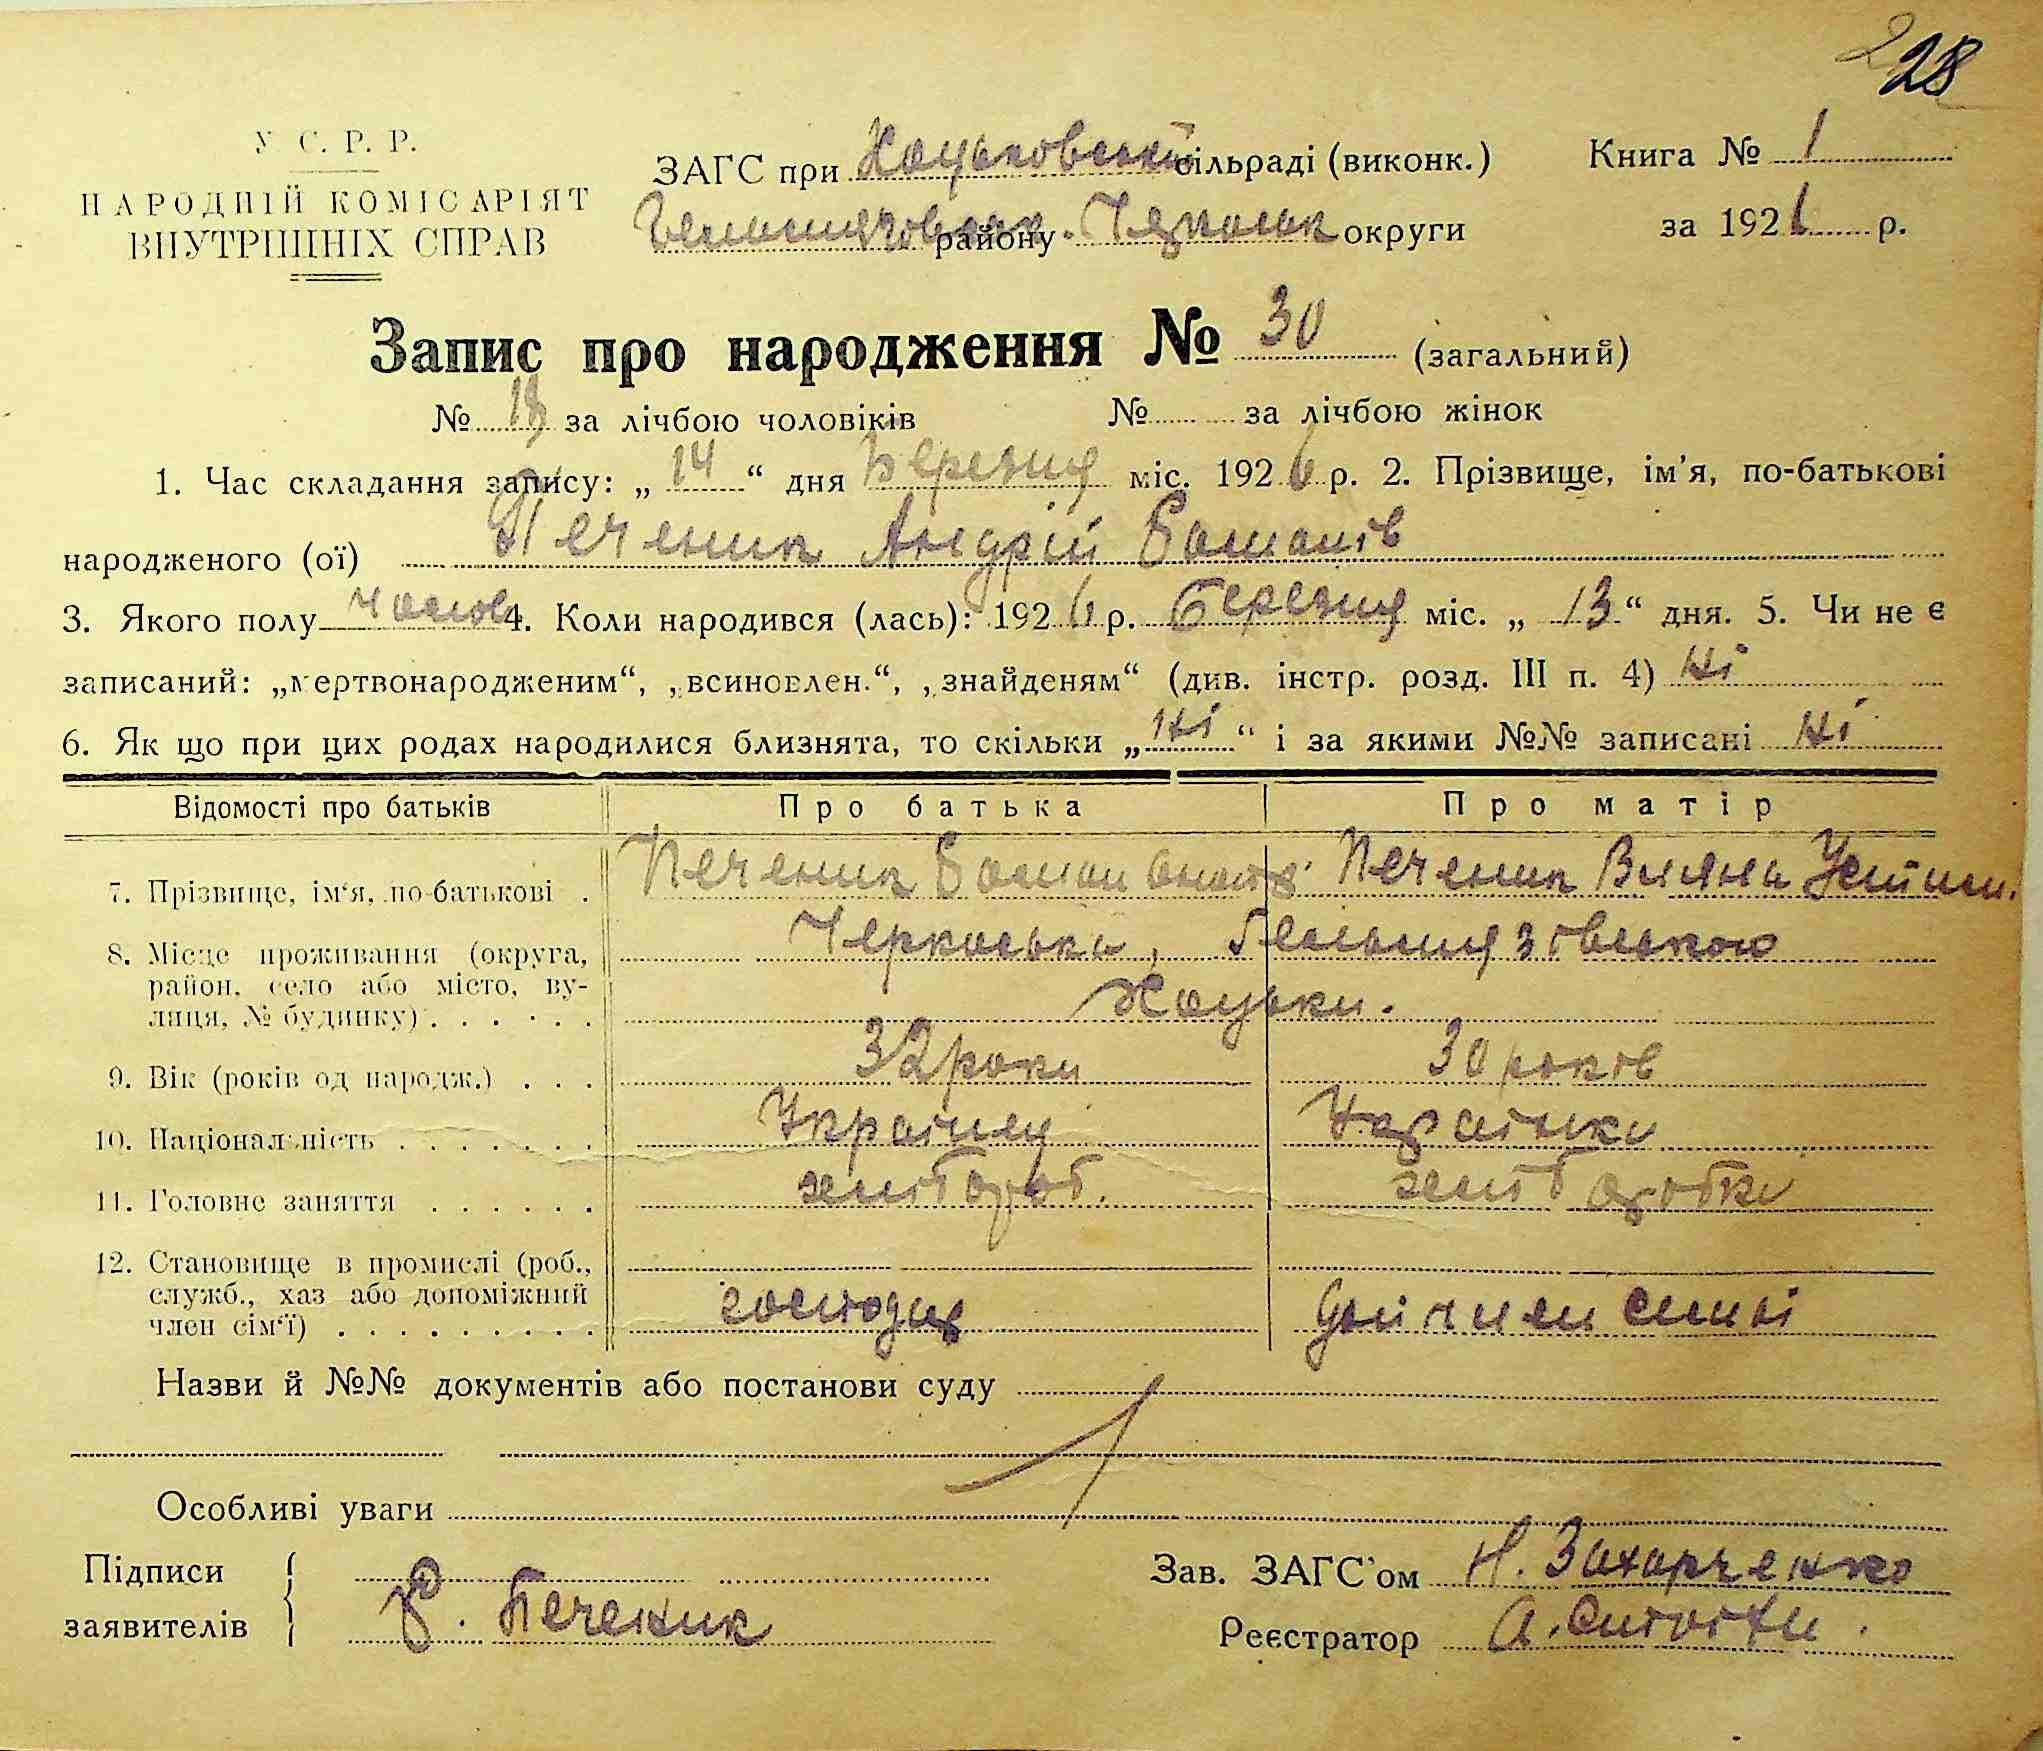 28
У С. Р. Р.
НАРОДНІЙ КОМІСАРІЯТ
ВНУТРІШНІХ СПРАВ
ЗАГС при Хоцьковській сільраді (виконк.)
району Черкаськ округи
Книга № 1
за 1926 р.
Запис про народження № 30 (загальний)
№ 18 за лічбою чоловіків № за лічбою жінок
1. Час складання запису: „ 14 “ дня Березня міс. 1926 р. 2. Прізвище, ім'я, по-батькові
народженого (ої) Печеник Андрій
3. Якого полу чолов 4. Коли народився (лась): 1926 р. березня міс. „ 13 “ дня. 5. Чи не є
записаний: „мертвонародженим“, „всиновлен.“, „знайденям“ (див. інстр. розд. III п. 4) Ні
6. Як що при цих родах народилися близнята, то скільки „ Ні “ і за якими №№ записані Ні
Відомості про батьків Про батька Про матір
7. Прізвище, ім'я, по-батькові . Печеник Печеник
8. Місце проживання (округа, район, село або місто, вулиця, № будинку) . . . . . . Черкаська,
Хоцьки.
9. Вік (років од народж.) . . . 32 роки 30 років
10. Національність . . . . . . . Українец Українка
11. Головне заняття . . . . . . хлібороб. хліборобка
12. Становище в промислі (роб.,
служб., хаз або допоміжний
член сім'ї) . . . . . . . . . . господар член сімї
Назви й №№ документів або постанови суду
Особливі уваги
Підписи
заявителів
Р. Печеник
Зав. ЗАГС'ом Н. Захарченко
Реєстратор А.